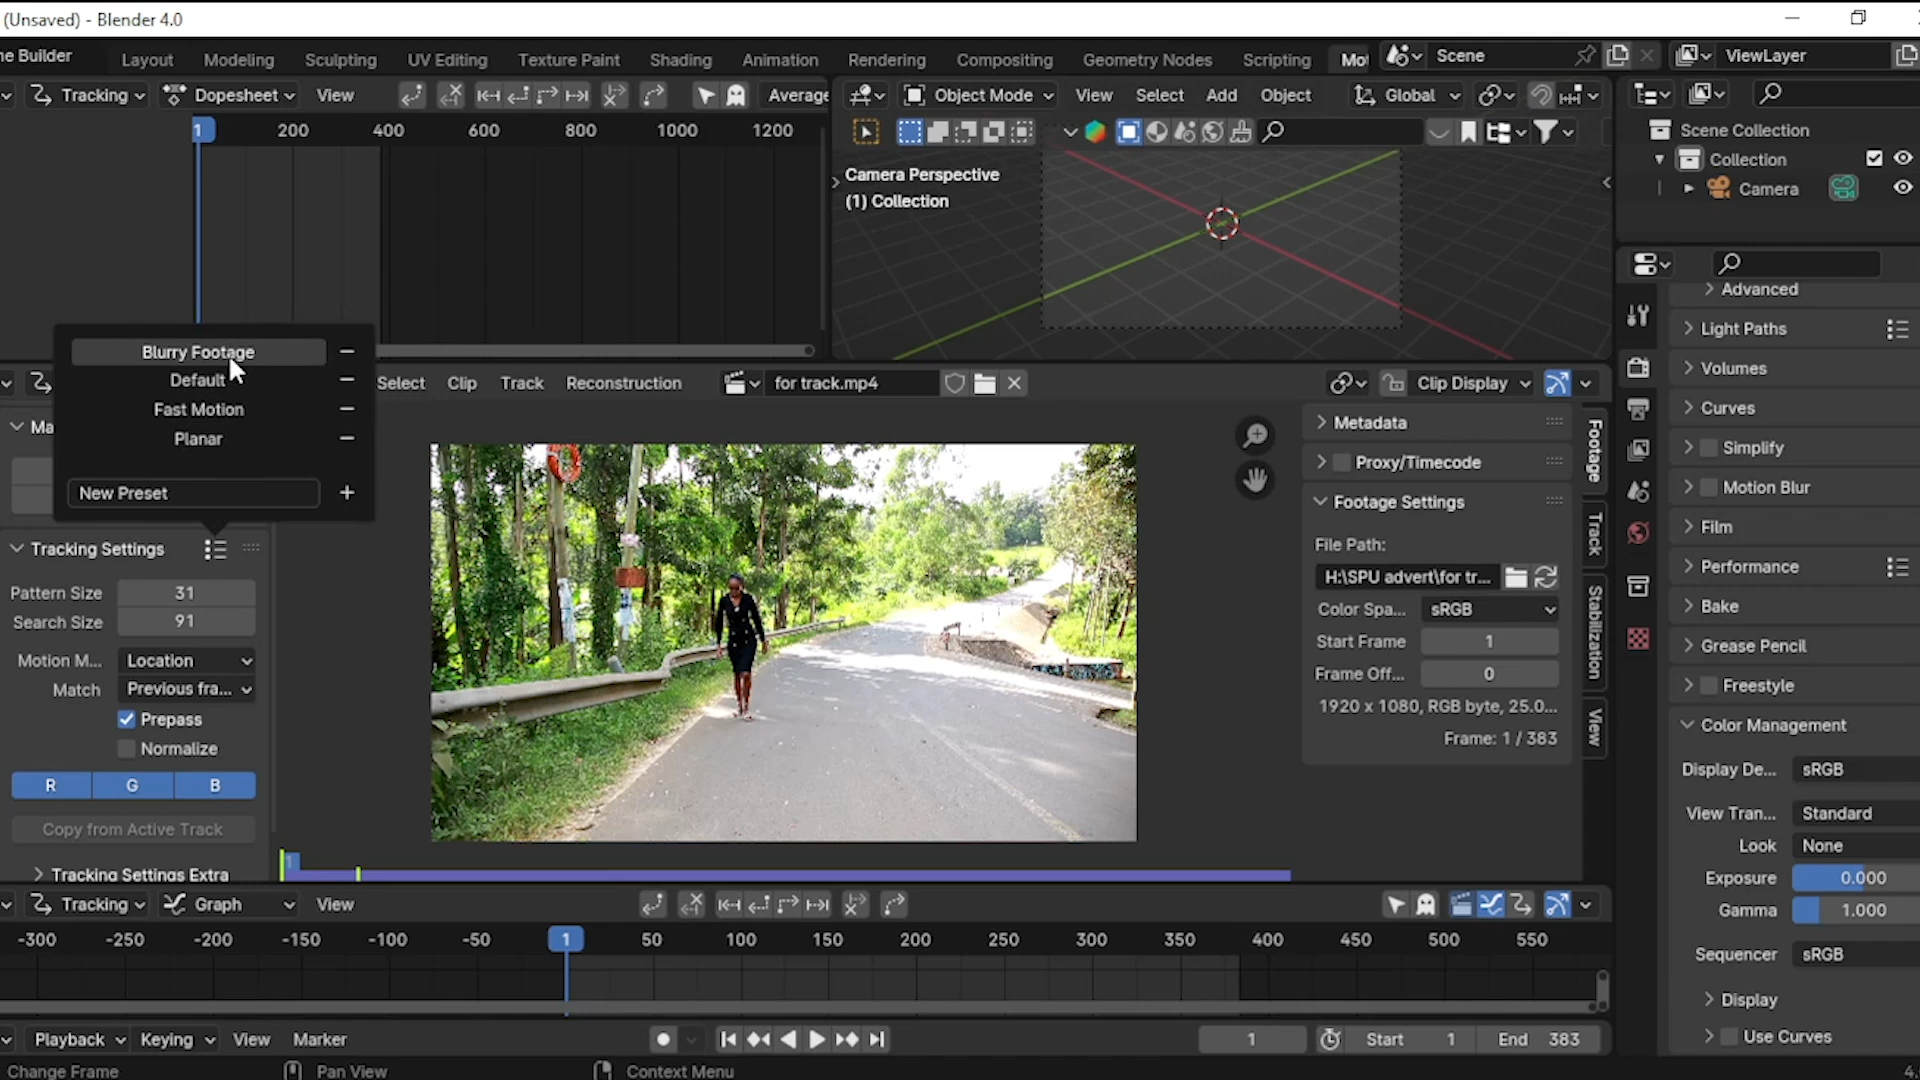 (Unsaved) - Blender 4.0
ne Builder Layout Modeling Sculpting UV Editing Texture Paint Shading Animation Rendering Compositing Geometry Nodes Scripting Mo Scene ViewLayer
Tracking Dopesheet View Average
1 200 400 600 800 1000 1200
Object Mode View Select Add Object Global
Camera Perspective
(1) Collection
Scene Collection
Collection
Camera
Blurry Footage
Default
Fast Motion
Planar
New Preset
Select Clip Track Reconstruction for track.mp4 Clip Display
Ma
Tracking Settings
Pattern Size 31
Search Size 91
Motion M... Location
Match Previous fra...
Prepass
Normalize
R G B
Copy from Active Track
Tracking Settings Extra
1
Metadata
Proxy/Timecode
Footage Settings
File Path:
H:\SPU advert\for tr...
Color Spa... sRGB
Start Frame 1
Frame Off... 0
1920 x 1080, RGB byte, 25.0...
Frame: 1 / 383
Footage
Track
Stabilization
View
Advanced
Light Paths
Volumes
Curves
Simplify
Motion Blur
Film
Performance
Bake
Grease Pencil
Freestyle
Color Management
Display De... sRGB
View Tran... Standard
Look None
Exposure 0.000
Gamma 1.000
Sequencer sRGB
Display
Use Curves
Tracking Graph View
-300 -250 -200 -150 -100 -50 1 50 100 150 200 250 300 350 400 450 500 550
Playback Keying View Marker 1 Start 1 End 383
Change Frame Pan View Context Menu 4.